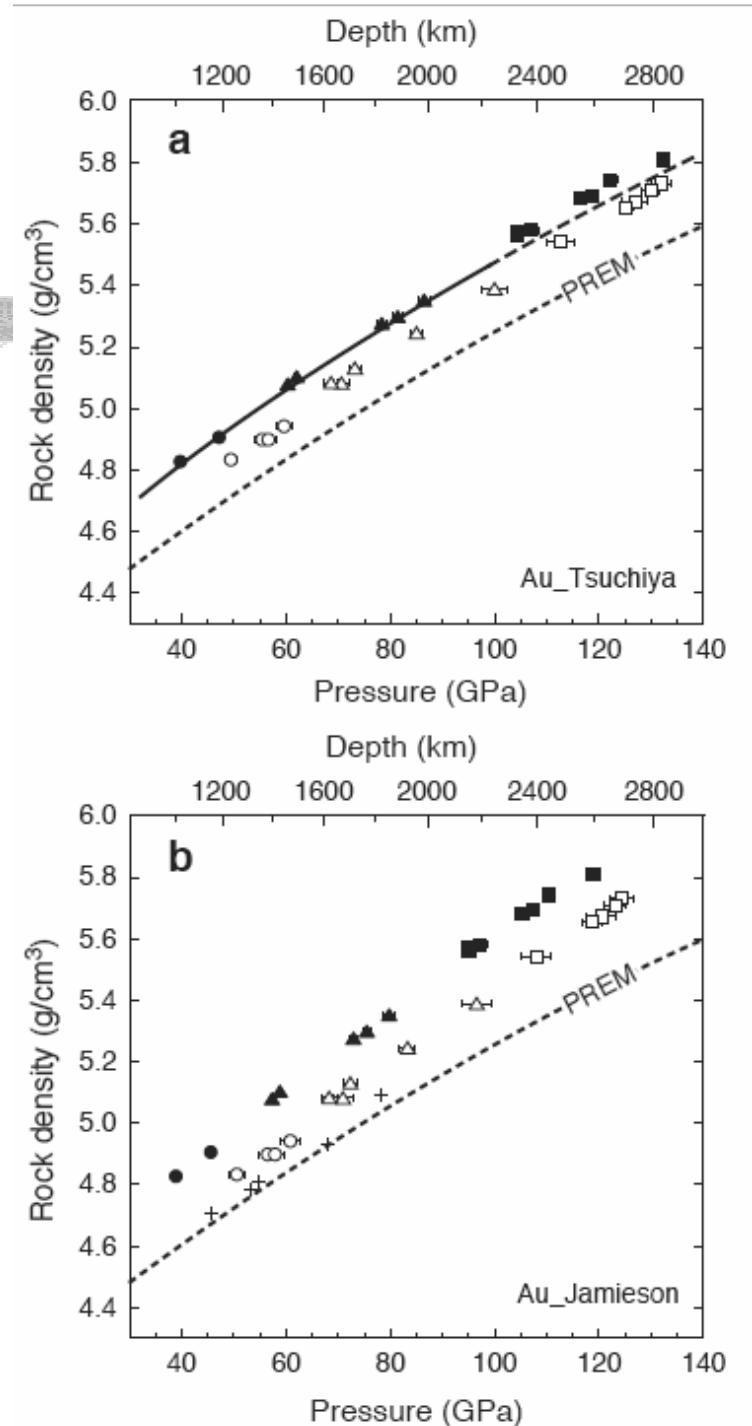 Depth (km)
1200 1600 2000 2400 2800
6.0
a
5.8
5.6
5.4
5.2
5.0
4.8
4.6
4.4
Rock density (g/cm³)
PREM
Au_Tsuchiya
40 60 80 100 120 140
Pressure (GPa)
Depth (km)
1200 1600 2000 2400 2800
6.0
b
5.8
5.6
5.4
5.2
5.0
4.8
4.6
4.4
Rock density (g/cm³)
PREM
Au_Jamieson
40 60 80 100 120 140
Pressure (GPa)